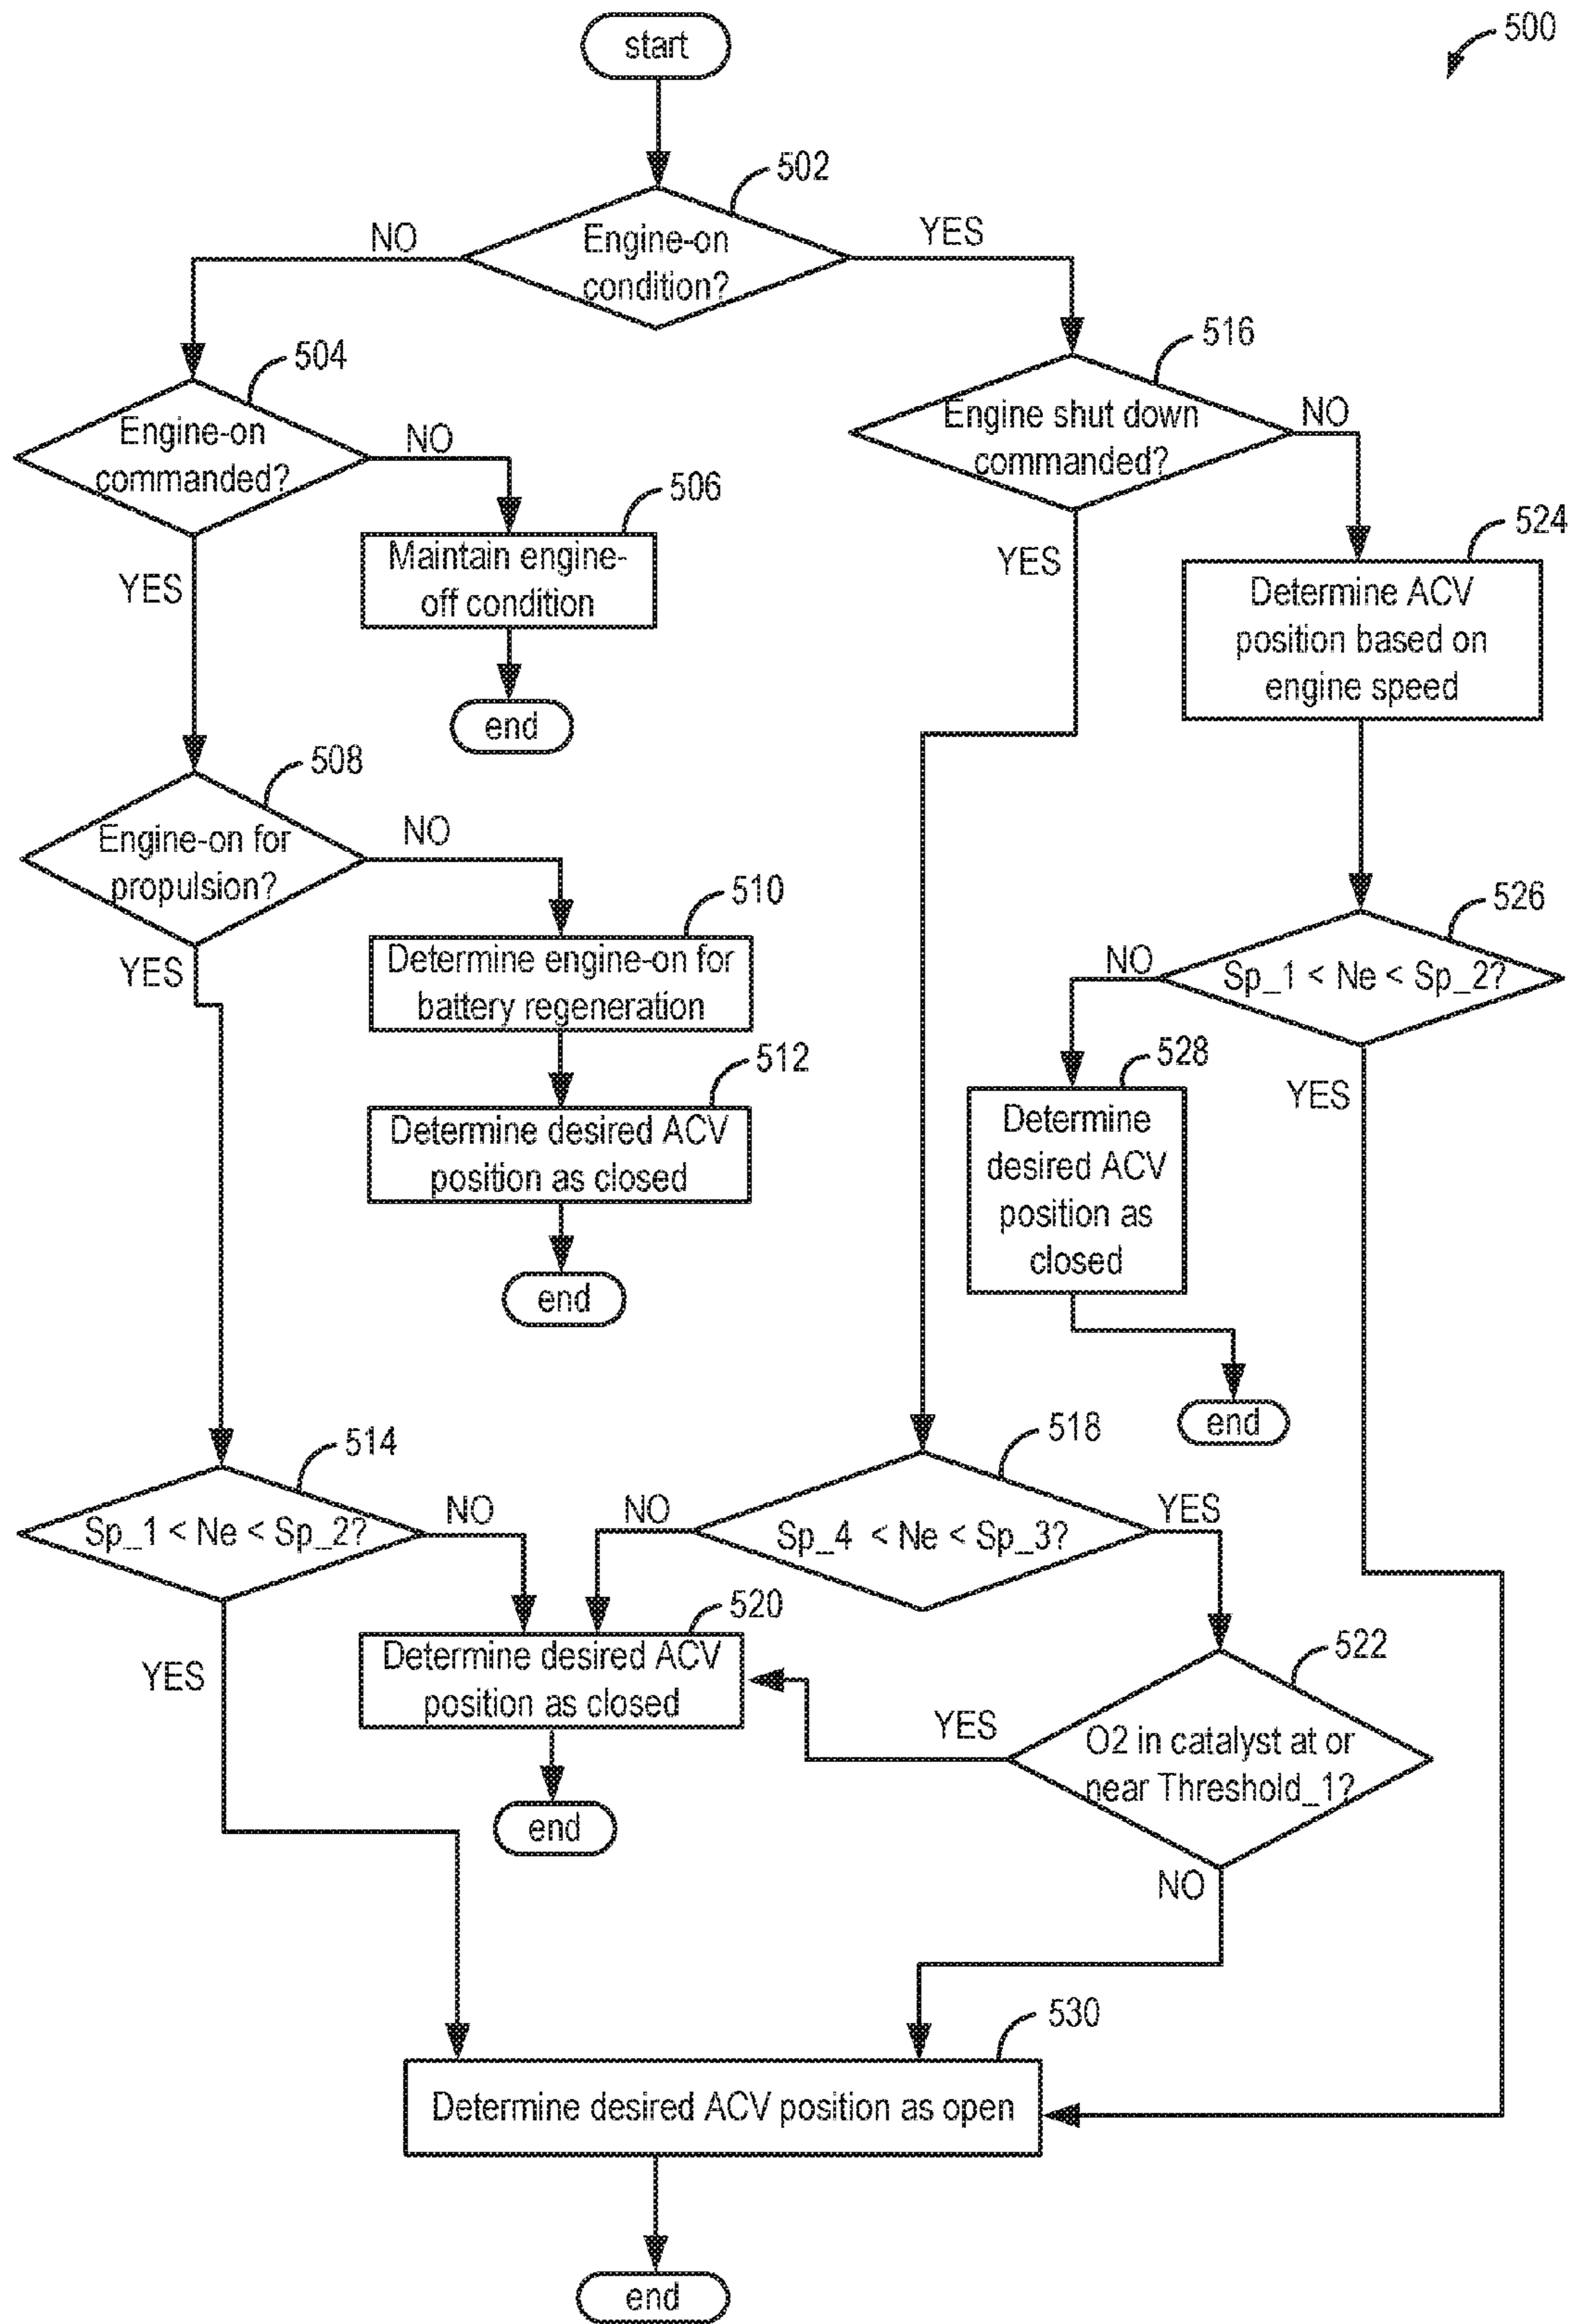 500
start
502
NO
YES
Engine-on
condition?
504
516
Engine-on
commanded?
NO
Engine shut down
commanded?
NO
506
524
YES
Maintain engine-
off condition
YES
Determine ACV
position based on
engine speed
end
508
Engine-on for
propulsion?
NO
510
526
YES
Determine engine-on for
battery regeneration
NO
Sp_1 < Ne < Sp_2?
512
528
YES
Determine desired ACV
position as closed
Determine
desired ACV
position as
closed
end
end
514
518
Sp_1 < Ne < Sp_2?
NO
NO
Sp_4 < Ne < Sp_3?
YES
520
522
YES
Determine desired ACV
position as closed
YES
O2 in catalyst at or
near Threshold_1?
end
NO
530
Determine desired ACV position as open
end